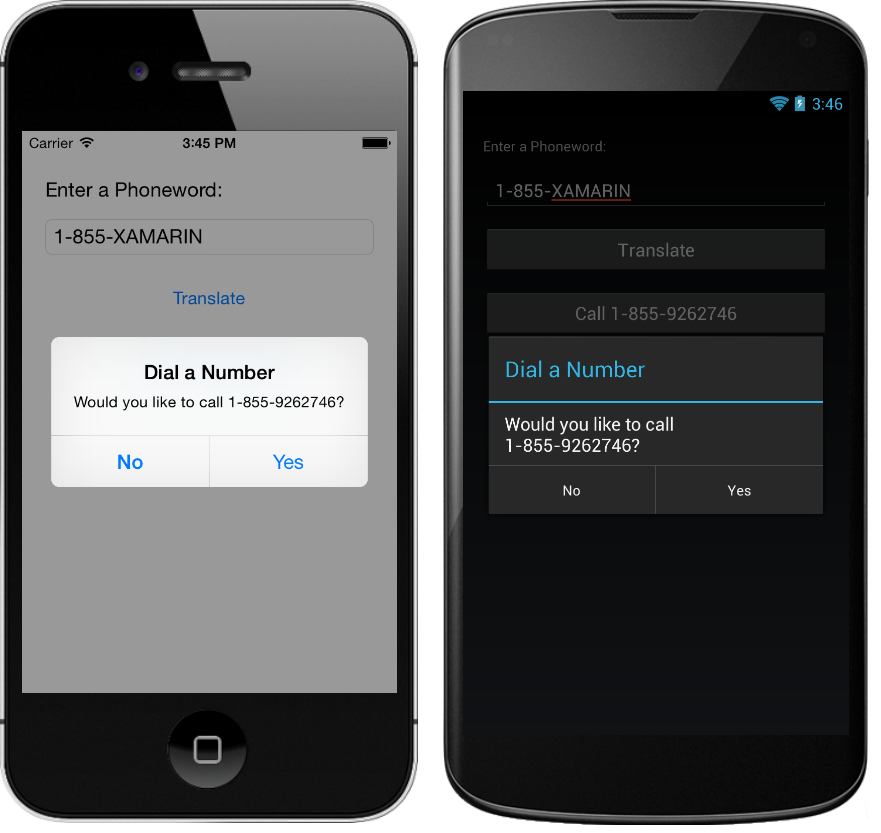 Carrier
3:45 PM
Enter a Phoneword:
1-855-XAMARIN
Translate
Dial a Number
Would you like to call 1-855-9262746?
No
Yes
3:46
Enter a Phoneword:
1-855-XAMARIN
Translate
Call 1-855-9262746
Dial a Number
Would you like to call
1-855-9262746?
No
Yes